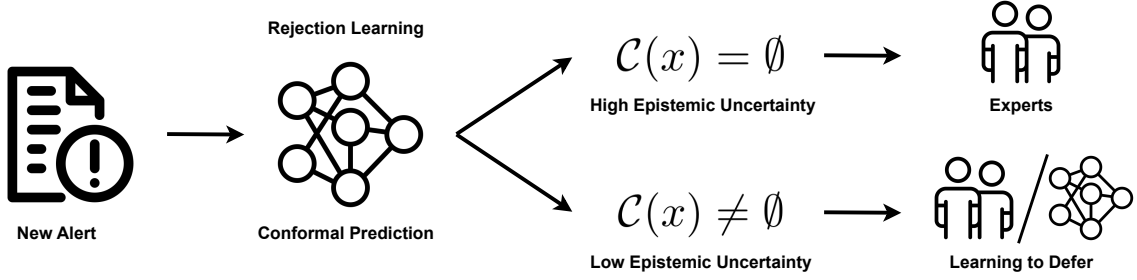 Rejection Learning
New Alert
Conformal Prediction
C(x) = ∅
High Epistemic Uncertainty
Experts
C(x) ≠ ∅
Low Epistemic Uncertainty
Learning to Defer